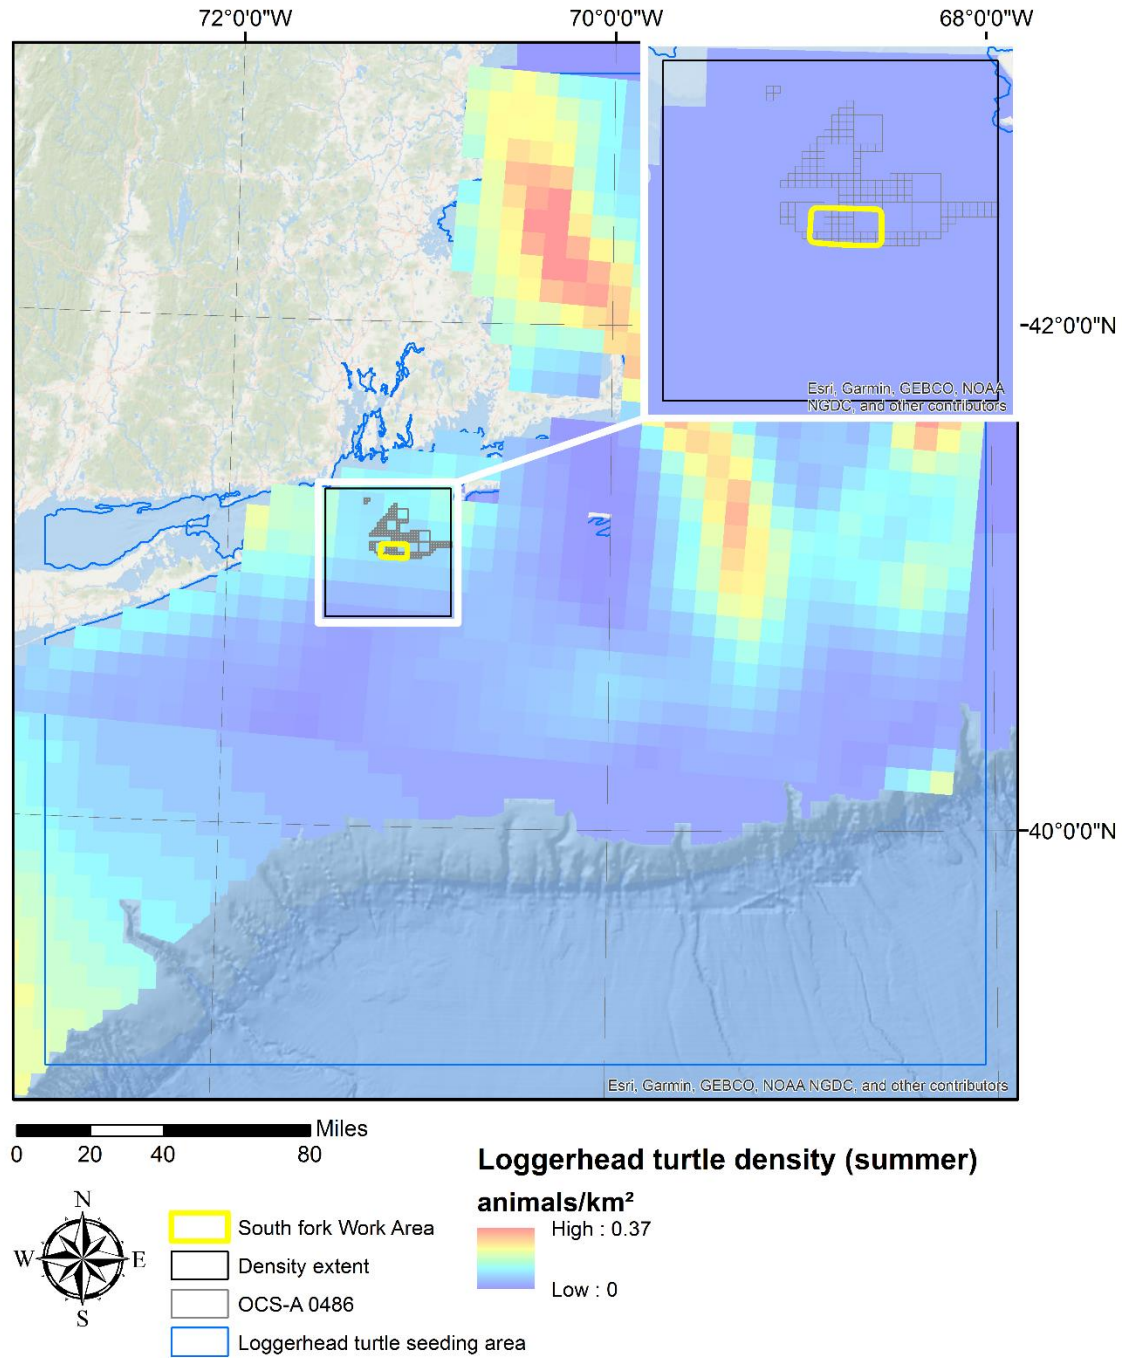 72°0'0"W 70°0'0"W 68°0'0"W
42°0'0"N
Esri, Garmin, GEBCO, NOAA
NGDC, and other contributors
40°0'0"N
Esri, Garmin, GEBCO, NOAA NGDC, and other contributors
Miles
0 20 40 80
Loggerhead turtle density (summer)
animals/km²
High : 0.37
Low : 0
N
W E
S
South fork Work Area
Density extent
OCS-A 0486
Loggerhead turtle seeding area